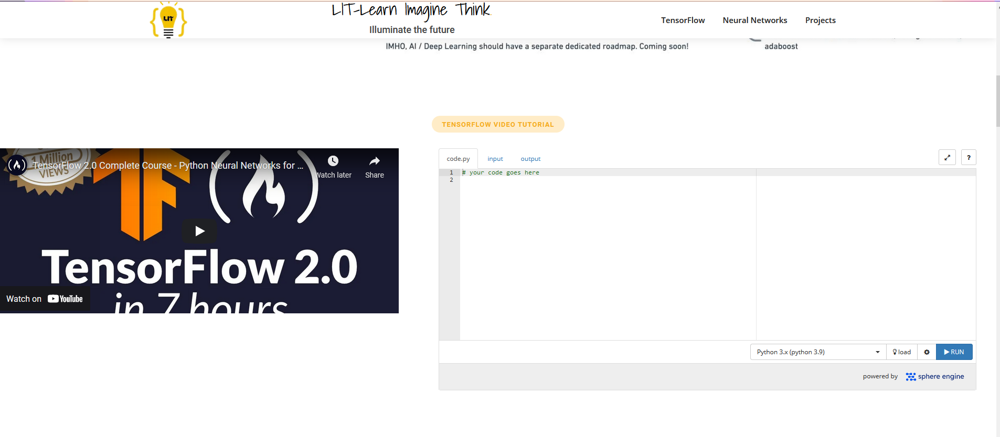 LIT
LIT-Learn Imagine Think.
Illuminate the future
TensorFlow Neural Networks Projects
IMHO, AI / Deep Learning should have a separate dedicated roadmap. Coming soon!
adaboost
TENSORFLOW VIDEO TUTORIAL
1 Million
VIEWS
TensorFlow 2.0 Complete Course - Python Neural Networks for ...
Watch later
Share
TensorFlow 2.0
in 7 hours
Watch on YouTube
code.py input output
?
1 # your code goes here
2
Python 3.x (python 3.9) load RUN
powered by sphere engine